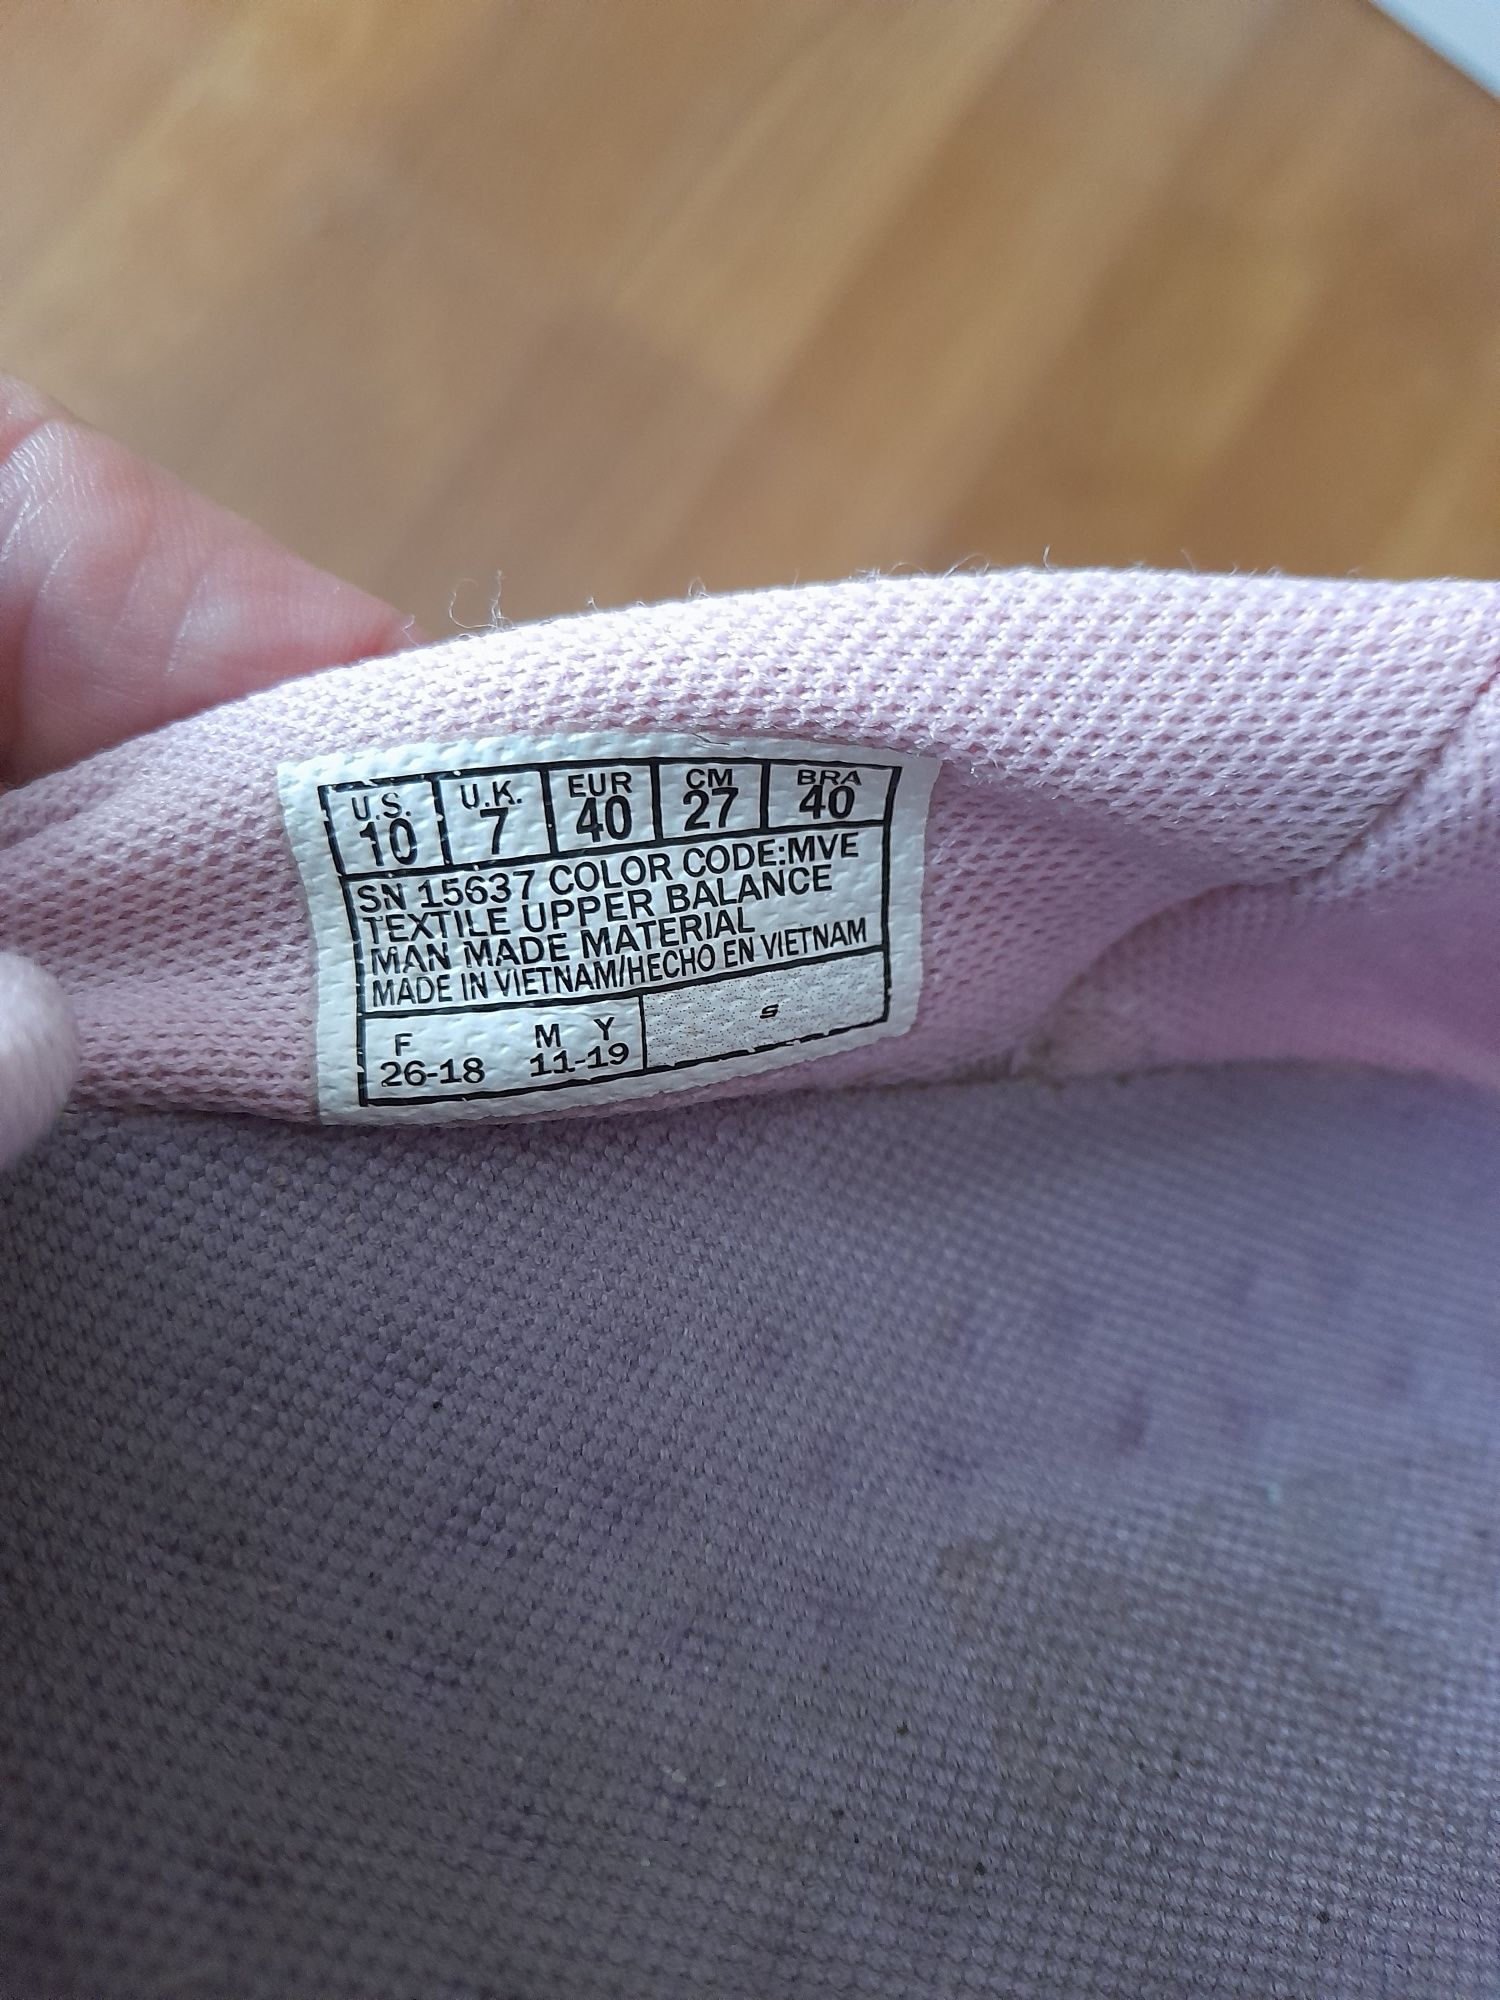 U.S. U.K. EUR CM BRA
10 7 40 27 40
SN 15637 COLOR CODE:MVE
TEXTILE UPPER BALANCE
MAN MADE MATERIAL
MADE IN VIETNAM/HECHO EN VIETNAM
F M Y
26-18 11-19
S